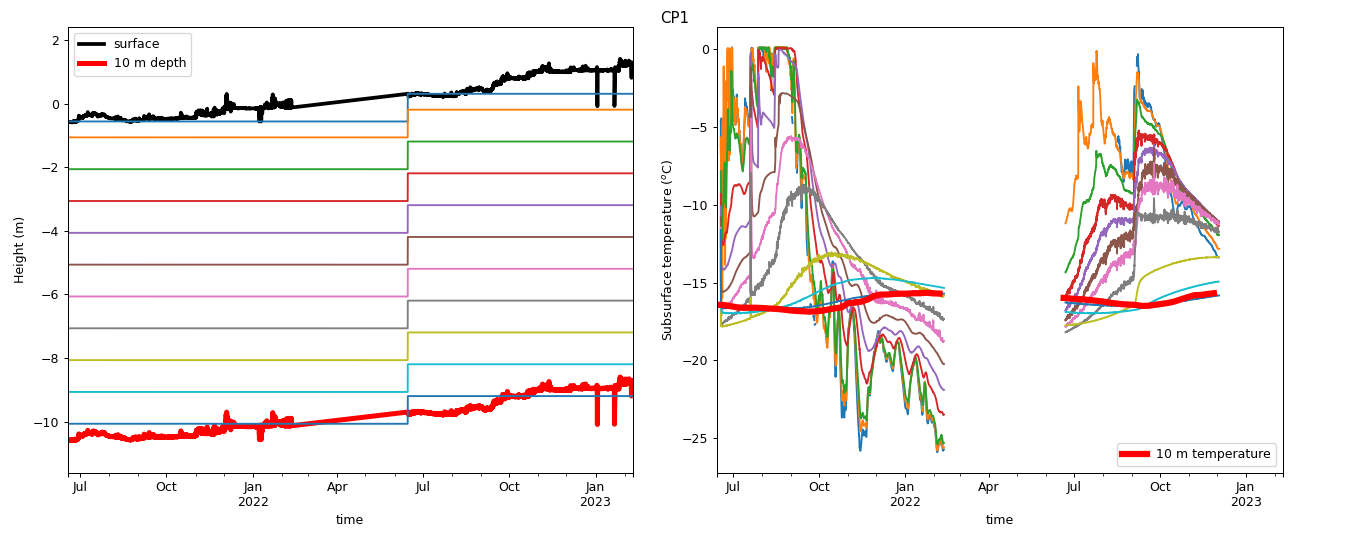 CP1
surface
10 m depth
Height (m)
2
0
−2
−4
−6
−8
−10
Jul
Oct
Jan
2022
Apr
Jul
Oct
Jan
2023
time
Subsurface temperature (°C)
0
−5
−10
−15
−20
−25
10 m temperature
Jul
Oct
Jan
2022
Apr
Jul
Oct
Jan
2023
time